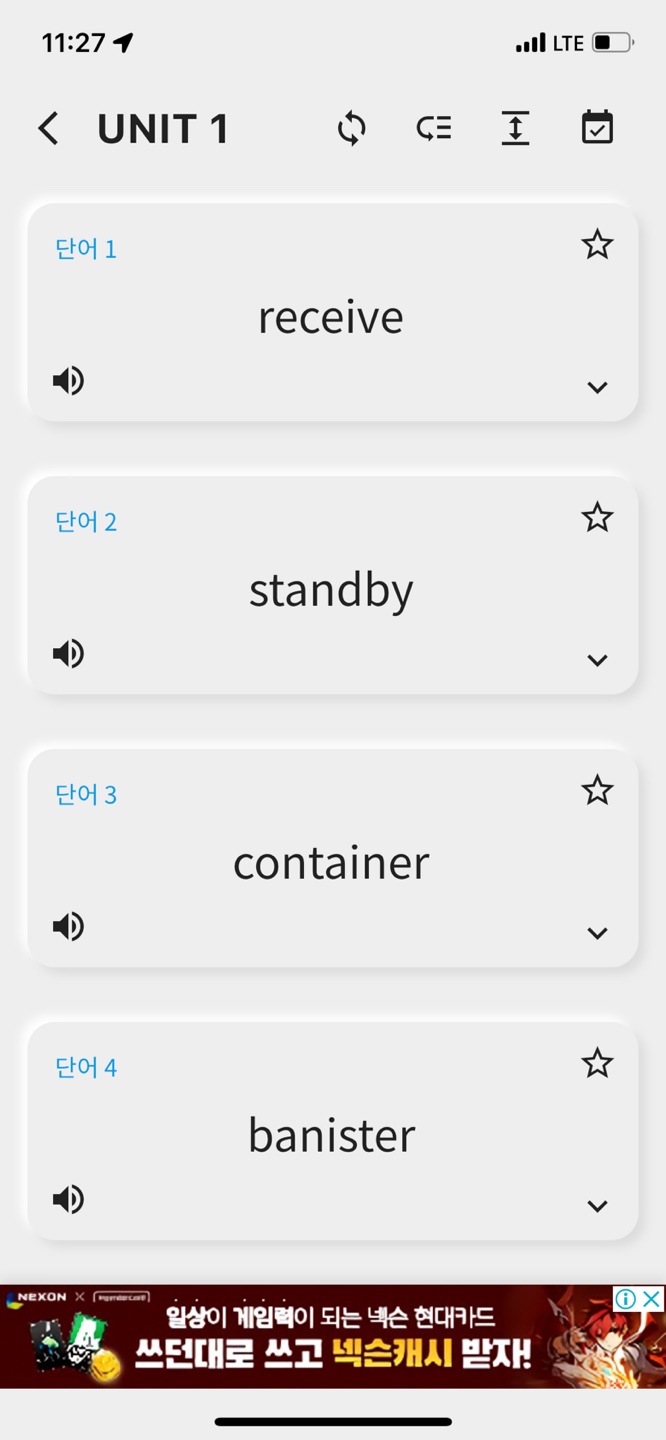 11:27
LTE
UNIT 1
단어 1
receive
단어 2
standby
단어 3
container
단어 4
banister
NEXON X
일상이 게임력이 되는 넥슨 현대카드
쓰던대로 쓰고 넥슨캐시 받자!